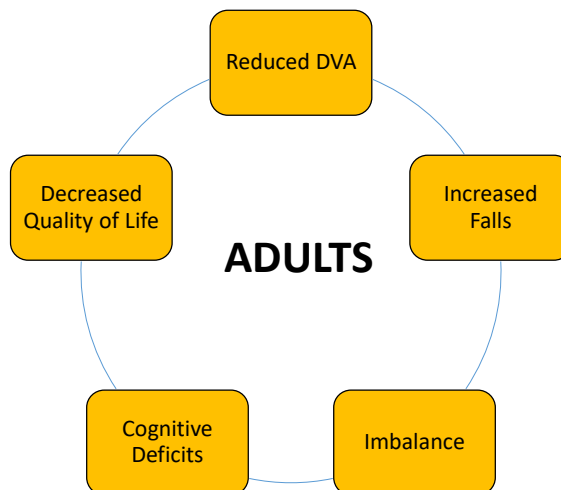 Reduced DVA
Increased
Falls
Imbalance
Cognitive
Deficits
Decreased
Quality of Life
ADULTS